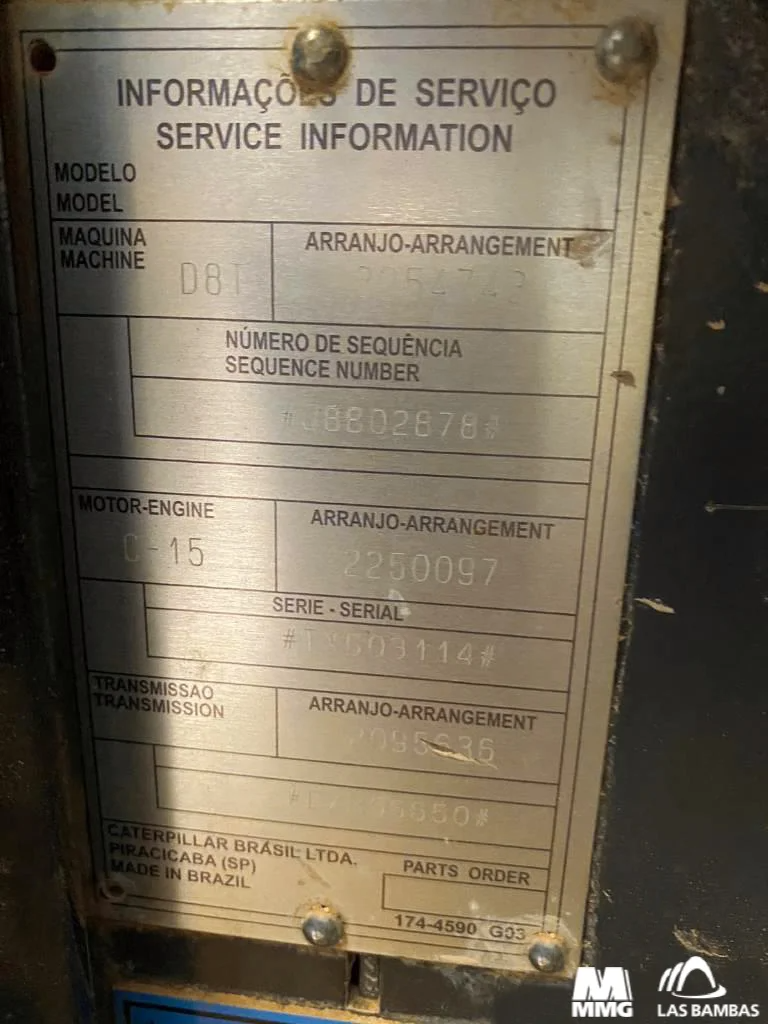 INFORMAÇÕES DE SERVIÇO
SERVICE INFORMATION
MODELO
MODEL
MAQUINA
MACHINE
D8T
ARRANJO-ARRANGEMENT
NÚMERO DE SEQUÊNCIA
SEQUENCE NUMBER
#J8802878#
MOTOR-ENGINE
C-15
ARRANJO-ARRANGEMENT
2250097
SERIE - SERIAL
TRANSMISSAO
TRANSMISSION
ARRANJO-ARRANGEMENT
2095636
CATERPILLAR BRASIL LTDA.
PIRACICABA (SP)
MADE IN BRAZIL
PARTS ORDER
174-4590 G03
MMG
LAS BAMBAS